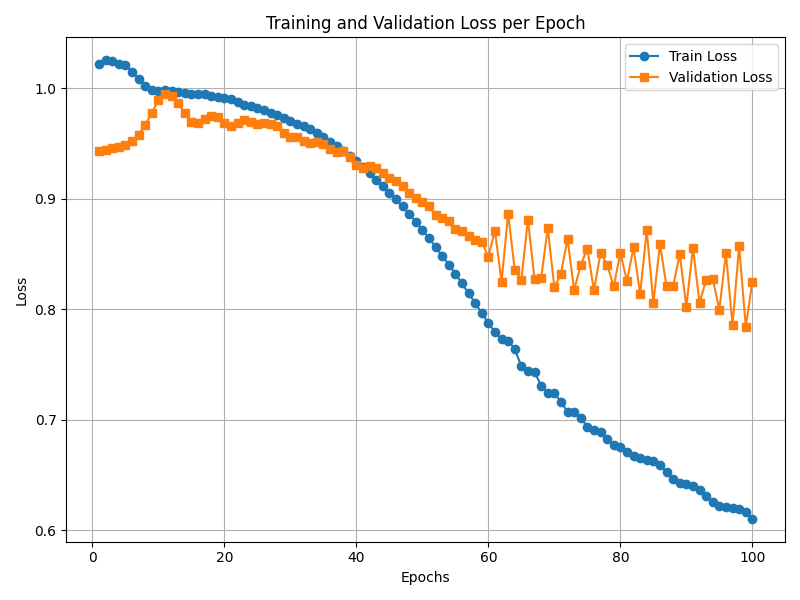 Training and Validation Loss per Epoch
Train Loss
Validation Loss
1.0
0.9
0.8
0.7
0.6
Loss
0 20 40 60 80 100
Epochs